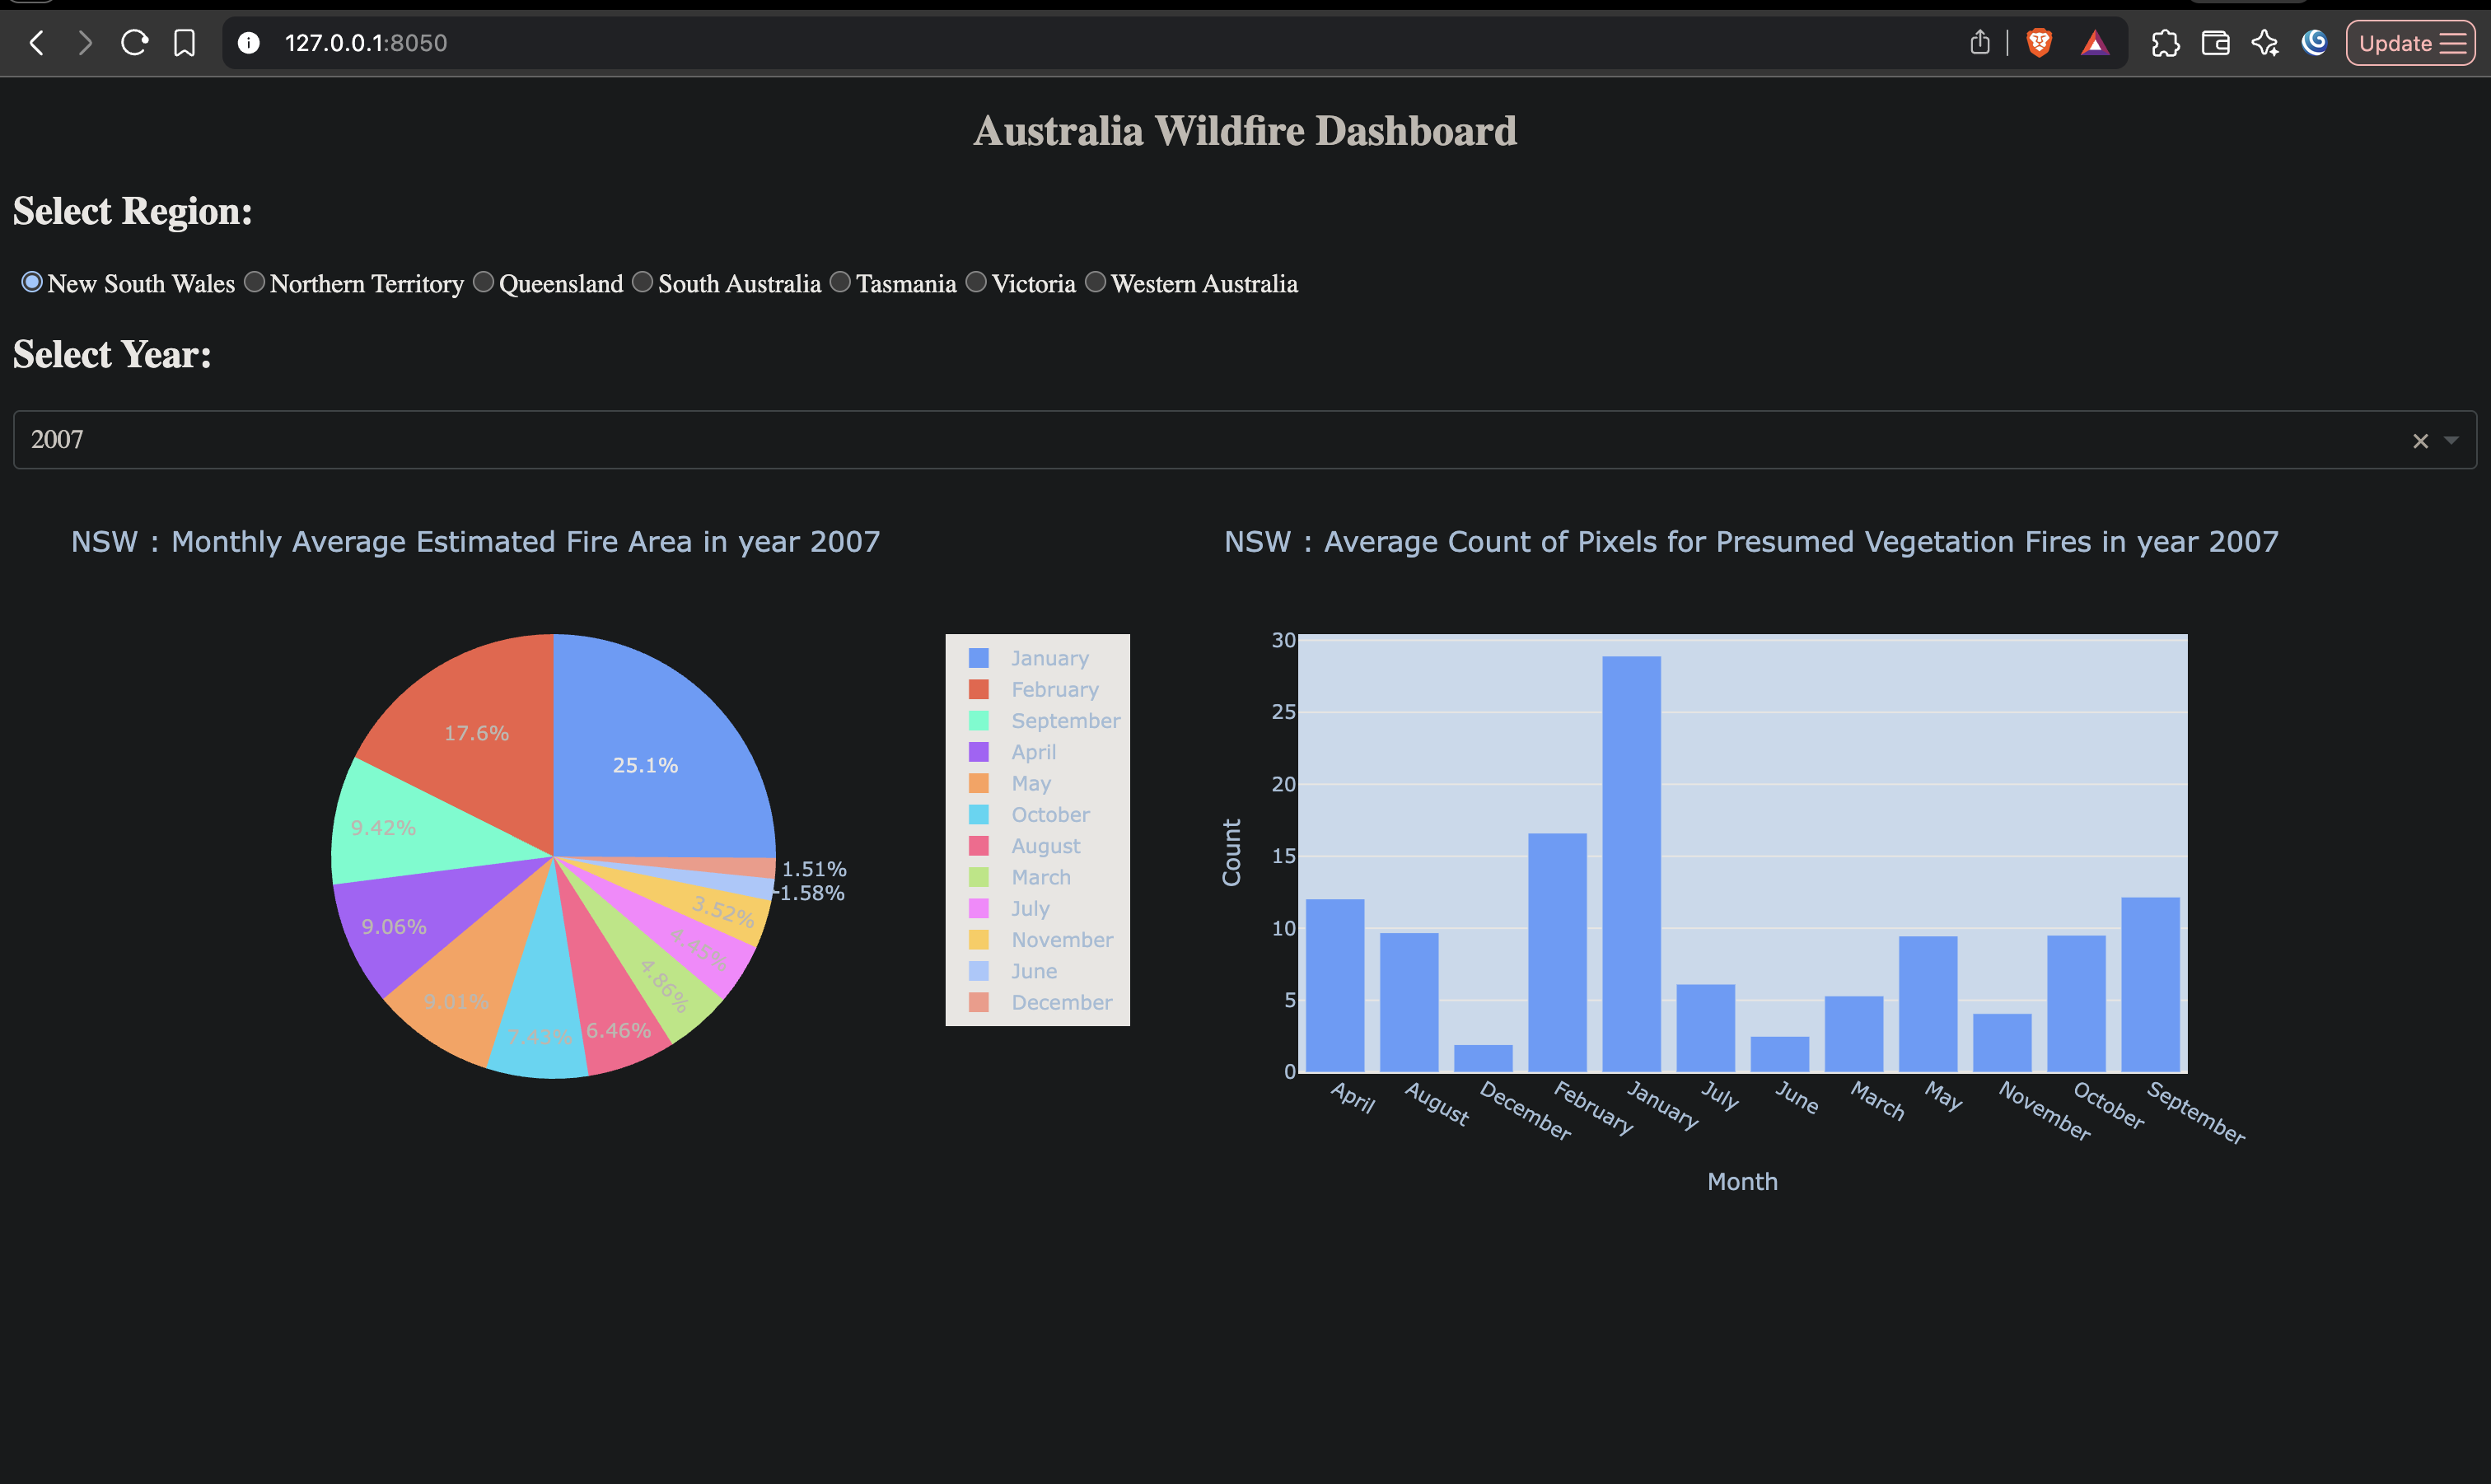 127.0.0.1:8050
Update
Australia Wildfire Dashboard
Select Region:
New South Wales Northern Territory Queensland South Australia Tasmania Victoria Western Australia
Select Year:
2007
NSW : Monthly Average Estimated Fire Area in year 2007
25.1%
17.6%
9.42%
9.06%
9.01%
7.43%
6.46%
4.86%
4.45%
3.52%
1.58%
1.51%
January
February
September
April
May
October
August
March
July
November
June
December
NSW : Average Count of Pixels for Presumed Vegetation Fires in year 2007
Count
30
25
20
15
10
5
0
April August December February January July June March May November October September
Month